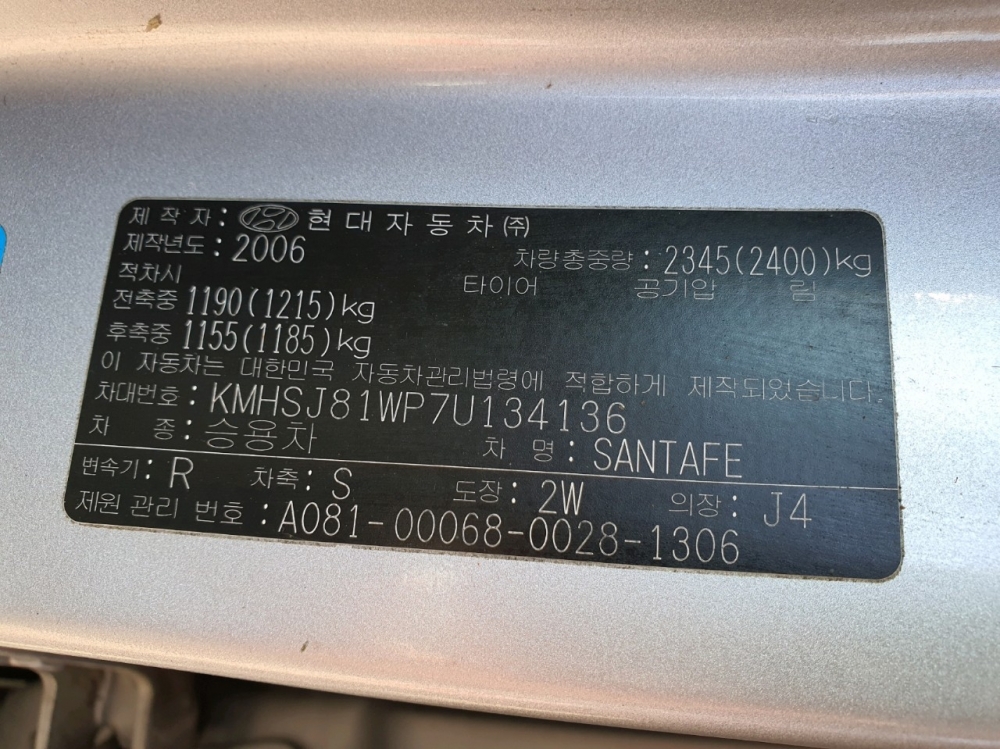 제 작 자 : 현 대 자 동 차 ㈜
제작년도 : 2006 차량총중량 : 2345(2400)kg
적차시 타이어 공기압 림
전축중 1190(1215)kg
후축중 1155(1185)kg
이 자동차는 대한민국 자동차관리법령에 적합하게 제작되었습니다.
차대번호 : KMHSJ81WP7U134136
차 종 : 승용차 차 명 : SANTAFE
변속기 : R 차축 : S 도장 : 2W 의장 : J4
제원 관리 번호 : A081-00068-0028-1306